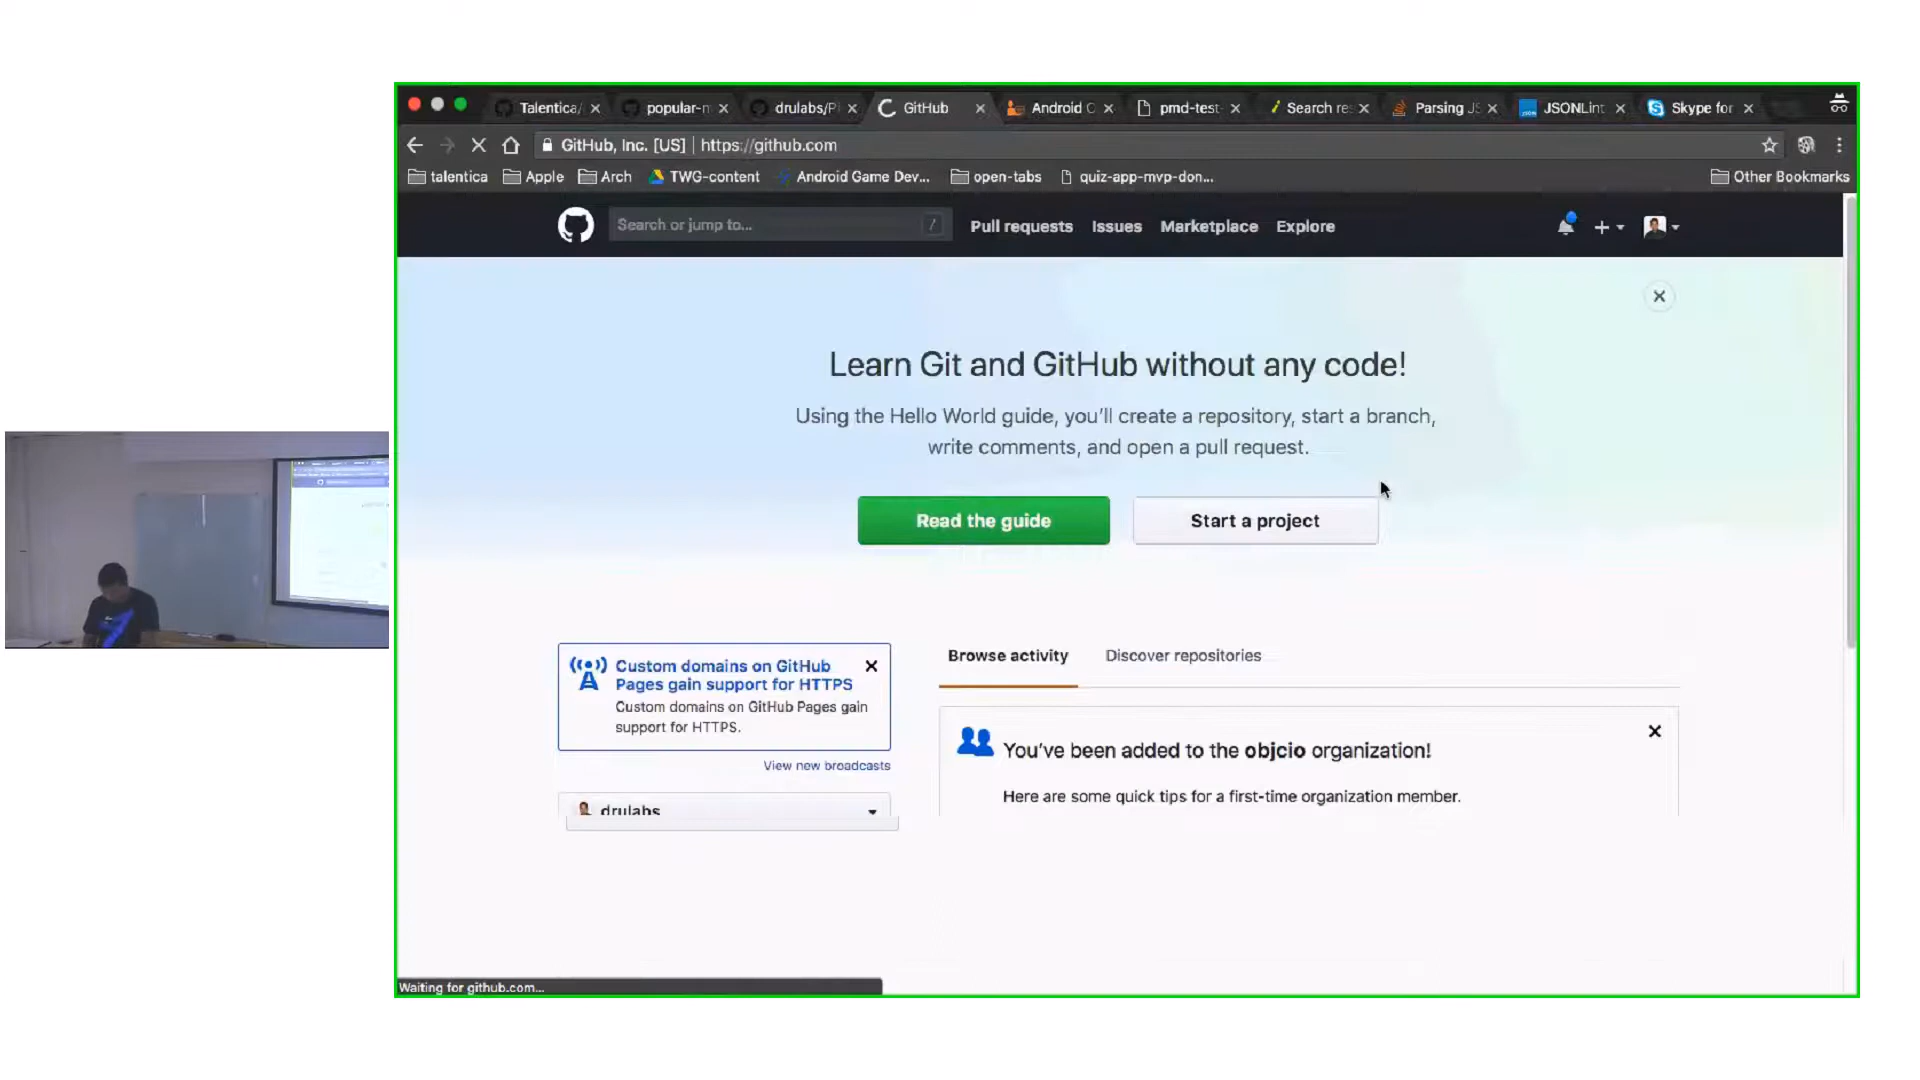 Talentica/
popular-m
drulabs/P
GitHub
Android C
pmd-test-
Search re
Parsing JS
JSONLint
Skype for
GitHub, Inc. [US] | https://github.com
talentica
Apple
Arch
TWG-content
Android Game Dev...
open-tabs
quiz-app-mvp-don...
Other Bookmarks
Search or jump to...
/
Pull requests
Issues
Marketplace
Explore
Learn Git and GitHub without any code!
Using the Hello World guide, you'll create a repository, start a branch,
write comments, and open a pull request.
Read the guide
Start a project
Custom domains on GitHub
Pages gain support for HTTPS
Custom domains on GitHub Pages gain
support for HTTPS.
View new broadcasts
drulabs
Browse activity
Discover repositories
You've been added to the objcio organization!
Here are some quick tips for a first-time organization member.
Waiting for github.com...